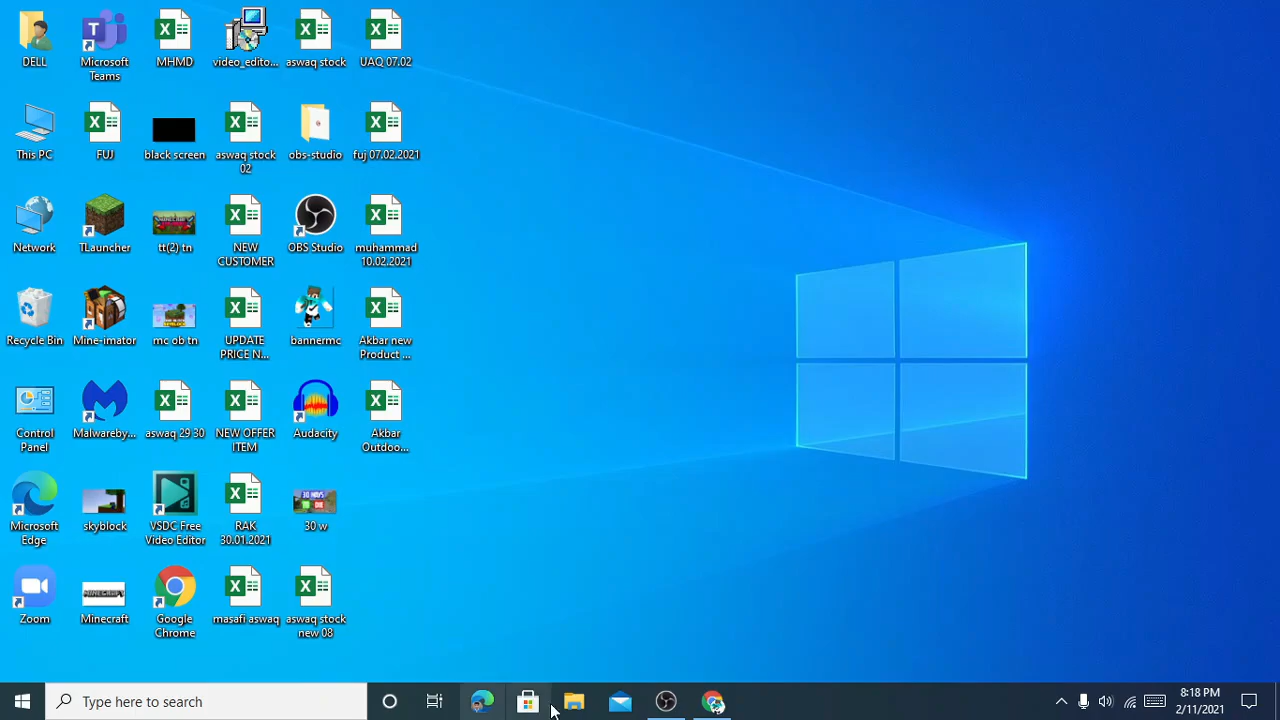 DELL
Microsoft
Teams
MHMD
video_edito...
aswaq stock
UAQ 07.02
This PC
FUJ
black screen
aswaq stock
02
obs-studio
fuj 07.02.2021
Network
TLauncher
tt(2) tn
NEW
CUSTOMER
OBS Studio
muhammad
10.02.2021
Recycle Bin
Mine-imator
mc ob tn
UPDATE
PRICE N...
bannermc
Akbar new
Product ...
Control
Panel
Malwareby...
aswaq 29 30
NEW OFFER
ITEM
Audacity
Akbar
Outdoo...
Microsoft
Edge
skyblock
VSDC Free
Video Editor
RAK
30.01.2021
30 w
Zoom
Minecraft
Google
Chrome
masafi aswaq
aswaq stock
new 08
Type here to search
8:18 PM
2/11/2021